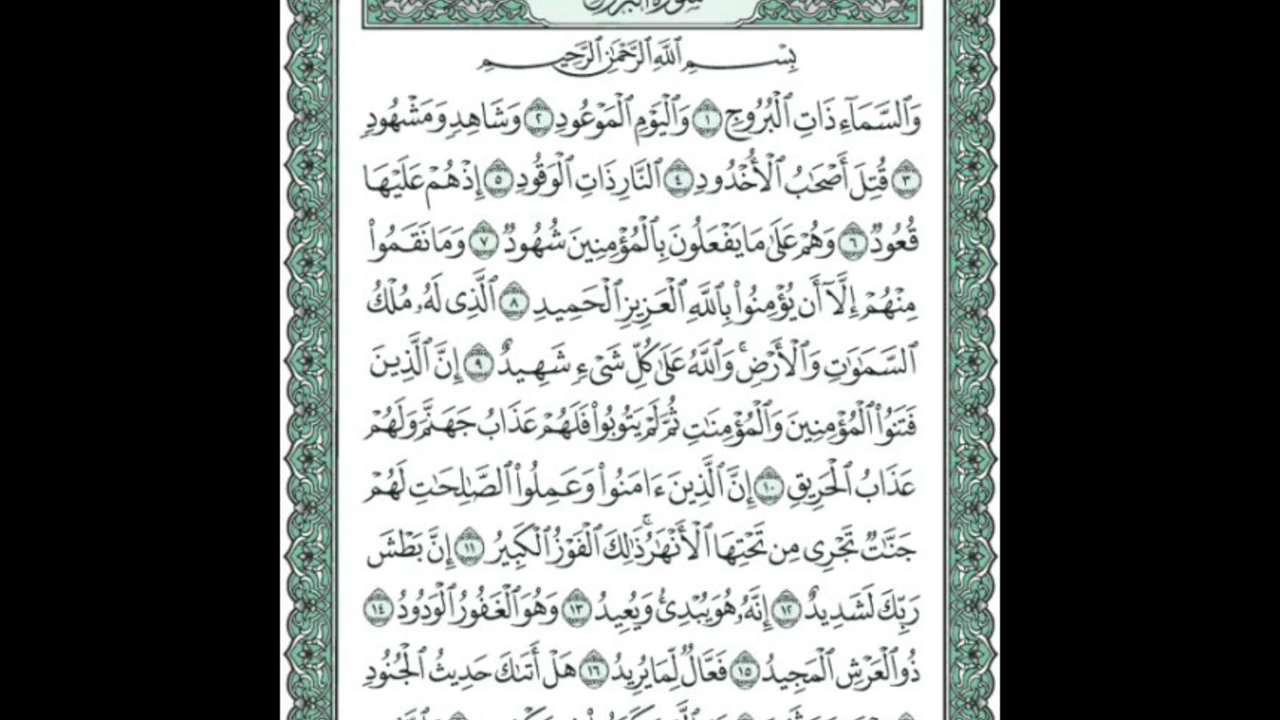 سورة البروج
بِسْمِ ٱللَّهِ ٱلرَّحْمَٰنِ ٱلرَّحِيمِ
وَٱلسَّمَآءِ ذَاتِ ٱلْبُرُوجِ ١ وَٱلْيَوْمِ ٱلْمَوْعُودِ ٢ وَشَاهِدٍ وَمَشْهُودٍ
٣ قُتِلَ أَصْحَٰبُ ٱلْأُخْدُودِ ٤ ٱلنَّارِ ذَاتِ ٱلْوَقُودِ ٥ إِذْ هُمْ عَلَيْهَا
قُعُودٌ ٦ وَهُمْ عَلَىٰ مَا يَفْعَلُونَ بِٱلْمُؤْمِنِينَ شُهُودٌ ٧ وَمَا نَقَمُوا۟
مِنْهُمْ إِلَّآ أَن يُؤْمِنُوا۟ بِٱللَّهِ ٱلْعَزِيزِ ٱلْحَمِيدِ ٨ ٱلَّذِى لَهُۥ مُلْكُ
ٱلسَّمَٰوَٰتِ وَٱلْأَرْضِ ۚ وَٱللَّهُ عَلَىٰ كُلِّ شَىْءٍ شَهِيدٌ ٩ إِنَّ ٱلَّذِينَ
فَتَنُوا۟ ٱلْمُؤْمِنِينَ وَٱلْمُؤْمِنَٰتِ ثُمَّ لَمْ يَتُوبُوا۟ فَلَهُمْ عَذَابُ جَهَنَّمَ وَلَهُمْ
عَذَابُ ٱلْحَرِيقِ ١٠ إِنَّ ٱلَّذِينَ ءَامَنُوا۟ وَعَمِلُوا۟ ٱلصَّٰلِحَٰتِ لَهُمْ
جَنَّٰتٌ تَجْرِى مِن تَحْتِهَا ٱلْأَنْهَٰرُ ۚ ذَٰلِكَ ٱلْفَوْزُ ٱلْكَبِيرُ ١١ إِنَّ بَطْشَ
رَبِّكَ لَشَدِيدٌ ١٢ إِنَّهُۥ هُوَ يُبْدِئُ وَيُعِيدُ ١٣ وَهُوَ ٱلْغَفُورُ ٱلْوَدُودُ ١٤
ذُو ٱلْعَرْشِ ٱلْمَجِيدُ ١٥ فَعَّالٌ لِّمَا يُرِيدُ ١٦ هَلْ أَتَىٰكَ حَدِيثُ ٱلْجُنُودِ